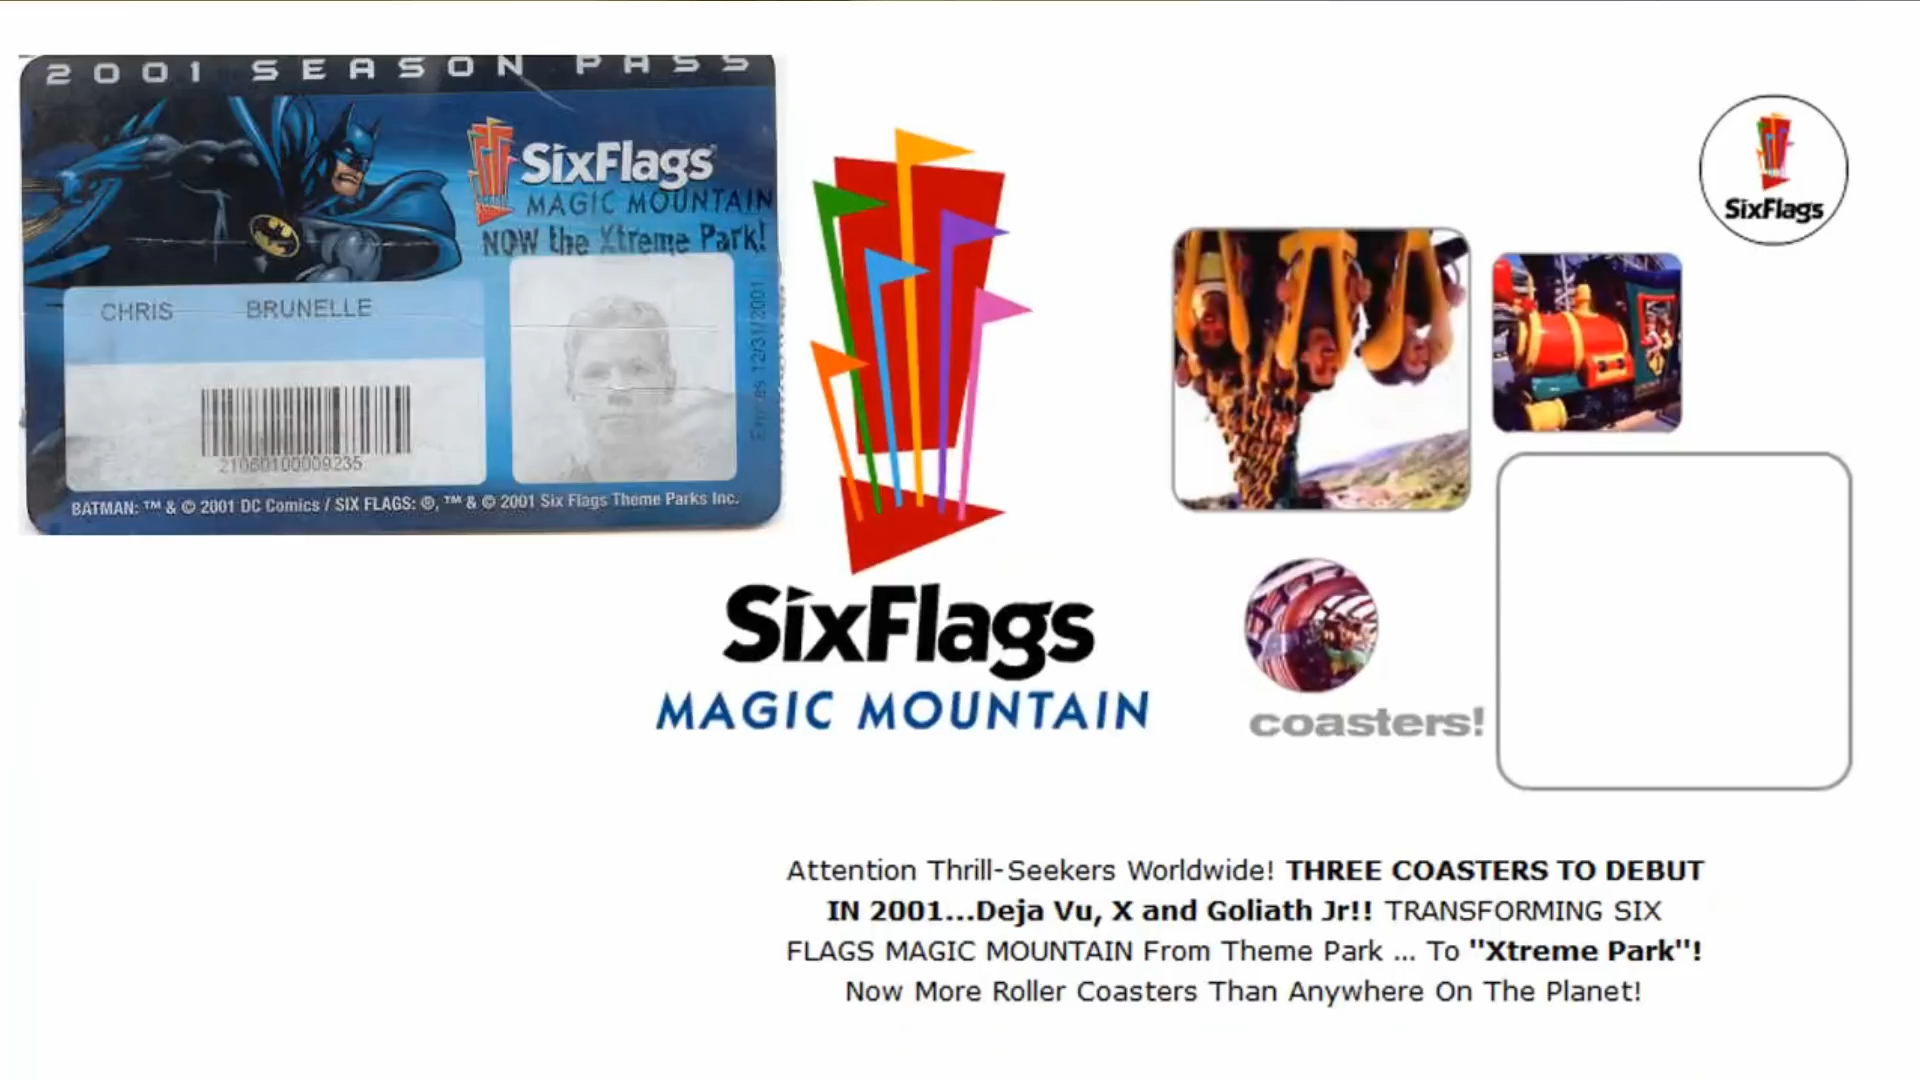 2001 SEASON PASS
SixFlags
MAGIC MOUNTAIN
NOW the Xtreme Park!
CHRIS BRUNELLE
Expires 12/31/2001
21060100009235
BATMAN: ™ & © 2001 DC Comics / SIX FLAGS: ®, ™ & © 2001 Six Flags Theme Parks Inc.
SixFlags
MAGIC MOUNTAIN
SixFlags
coasters!
Attention Thrill-Seekers Worldwide! THREE COASTERS TO DEBUT
IN 2001...Deja Vu, X and Goliath Jr!! TRANSFORMING SIX
FLAGS MAGIC MOUNTAIN From Theme Park ... To "Xtreme Park"!
Now More Roller Coasters Than Anywhere On The Planet!